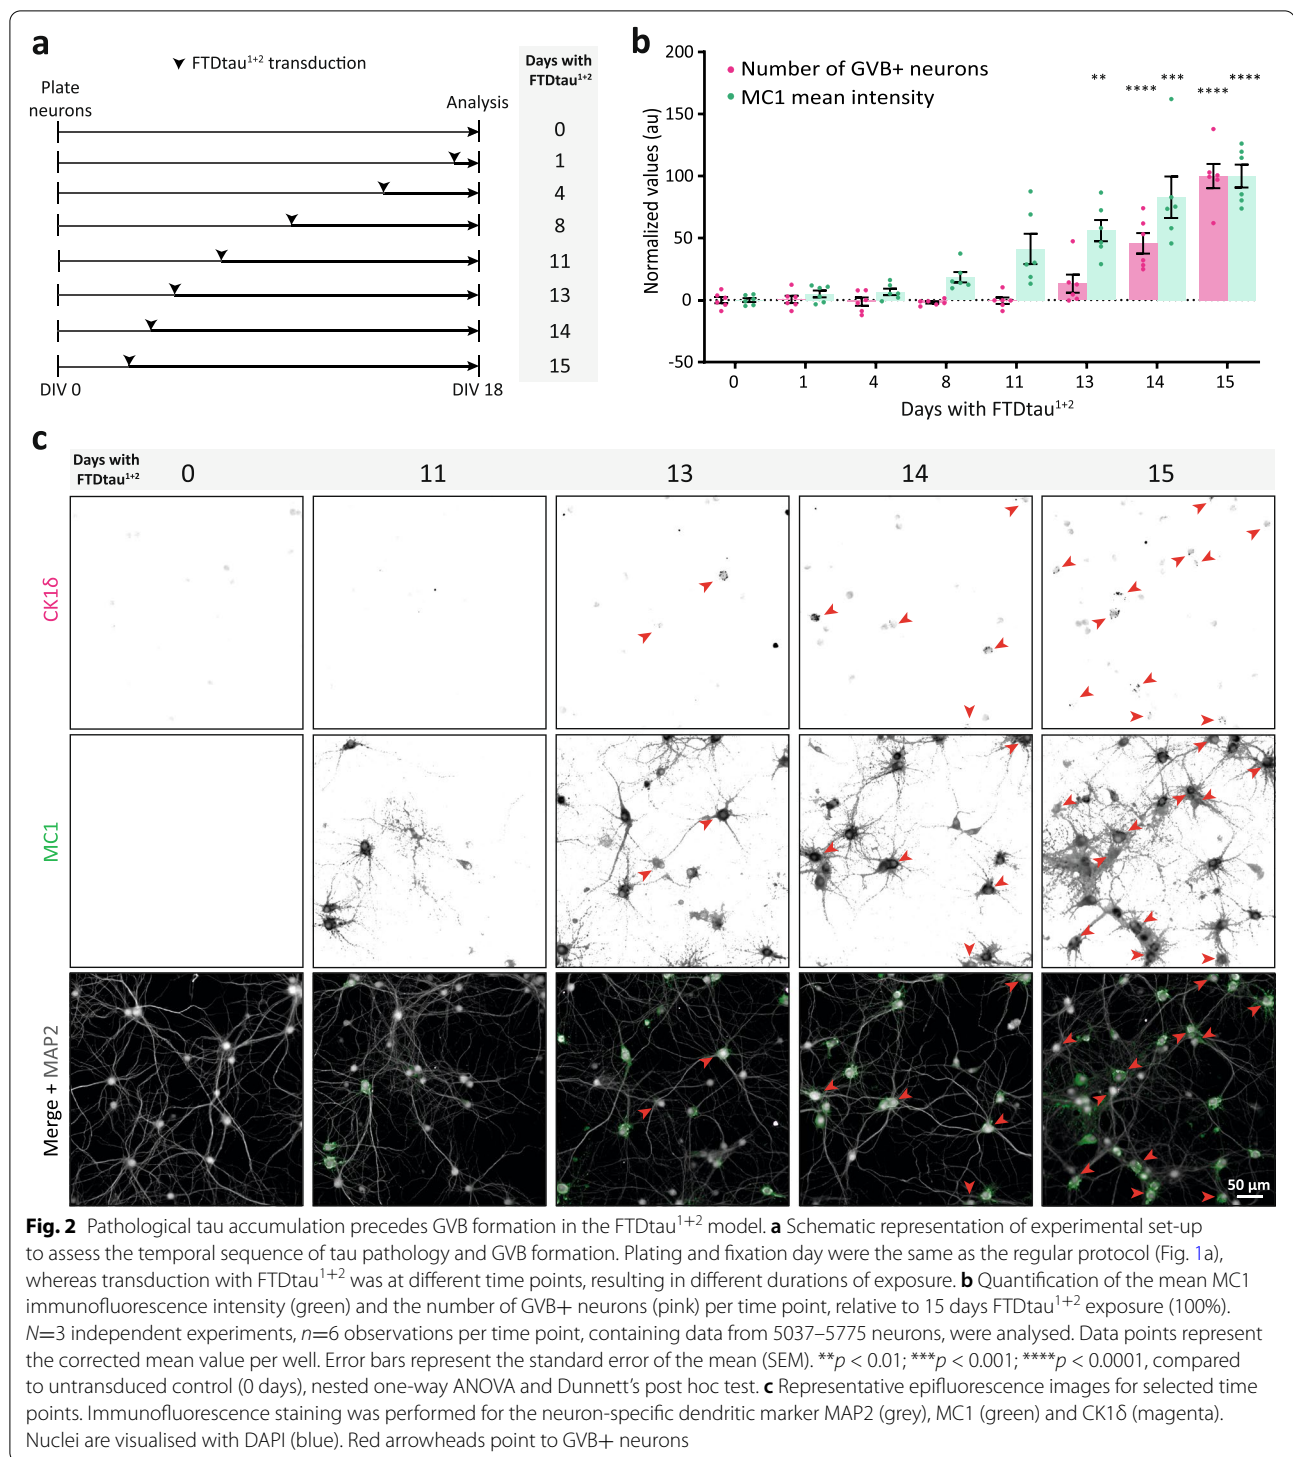 a
FTDtau1+2 transduction
Days with
FTDtau1+2
Plate
neurons
Analysis
0
1
4
8
11
13
14
15
DIV 0
DIV 18
b
Number of GVB+ neurons
MC1 mean intensity
** **** *** **** ****
Normalized values (au)
200
150
100
50
0
-50
0 1 4 8 11 13 14 15
Days with FTDtau1+2
c
Days with
FTDtau1+2
0 11 13 14 15
CK1δ
MC1
Merge + MAP2
50 µm
Fig. 2 Pathological tau accumulation precedes GVB formation in the FTDtau1+2 model. a Schematic representation of experimental set-up
to assess the temporal sequence of tau pathology and GVB formation. Plating and fixation day were the same as the regular protocol (Fig. 1a),
whereas transduction with FTDtau1+2 was at different time points, resulting in different durations of exposure. b Quantification of the mean MC1
immunofluorescence intensity (green) and the number of GVB+ neurons (pink) per time point, relative to 15 days FTDtau1+2 exposure (100%).
N=3 independent experiments, n=6 observations per time point, containing data from 5037–5775 neurons, were analysed. Data points represent
the corrected mean value per well. Error bars represent the standard error of the mean (SEM). **p < 0.01; ***p < 0.001; ****p < 0.0001, compared
to untransduced control (0 days), nested one-way ANOVA and Dunnett's post hoc test. c Representative epifluorescence images for selected time
points. Immunofluorescence staining was performed for the neuron-specific dendritic marker MAP2 (grey), MC1 (green) and CK1δ (magenta).
Nuclei are visualised with DAPI (blue). Red arrowheads point to GVB+ neurons